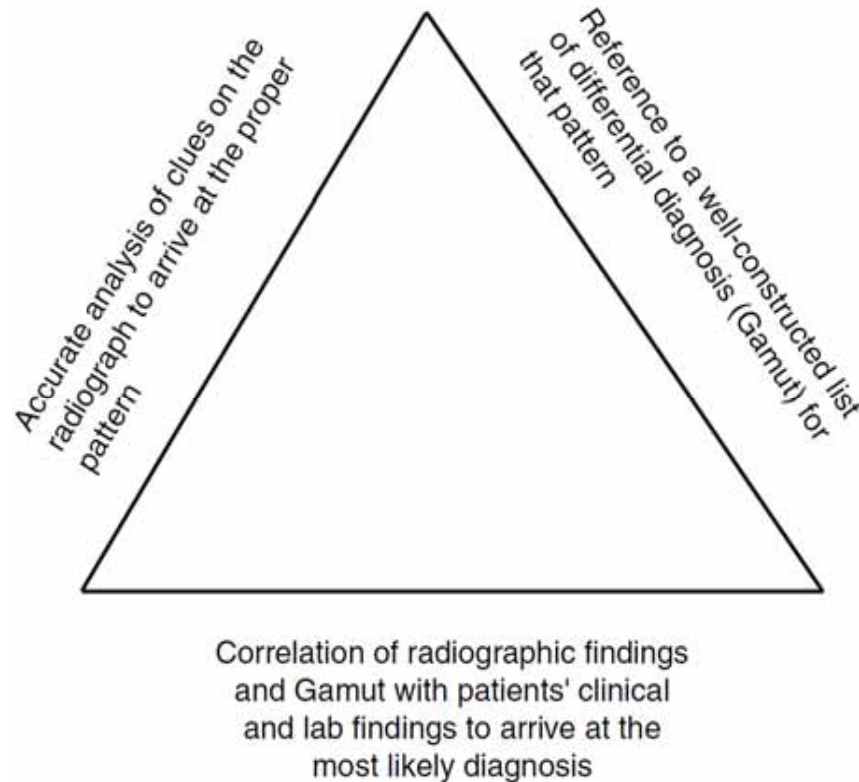 Accurate analysis of clues on the
radiograph to arrive at the proper
pattern
Reference to a well-constructed list
of differential diagnosis (Gamut) for
that pattern
Correlation of radiographic findings
and Gamut with patients' clinical
and lab findings to arrive at the
most likely diagnosis